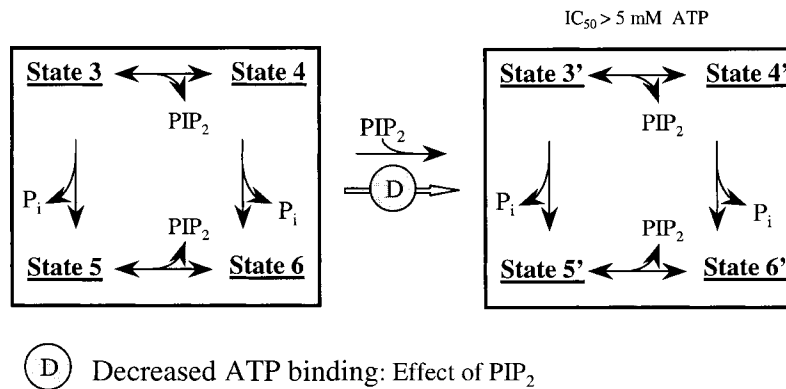 IC50 > 5 mM ATP
State 3 State 4
PIP2
Pi Pi
PIP2
State 5 State 6
PIP2
D
State 3' State 4'
PIP2
Pi Pi
PIP2
State 5' State 6'
D Decreased ATP binding: Effect of PIP2